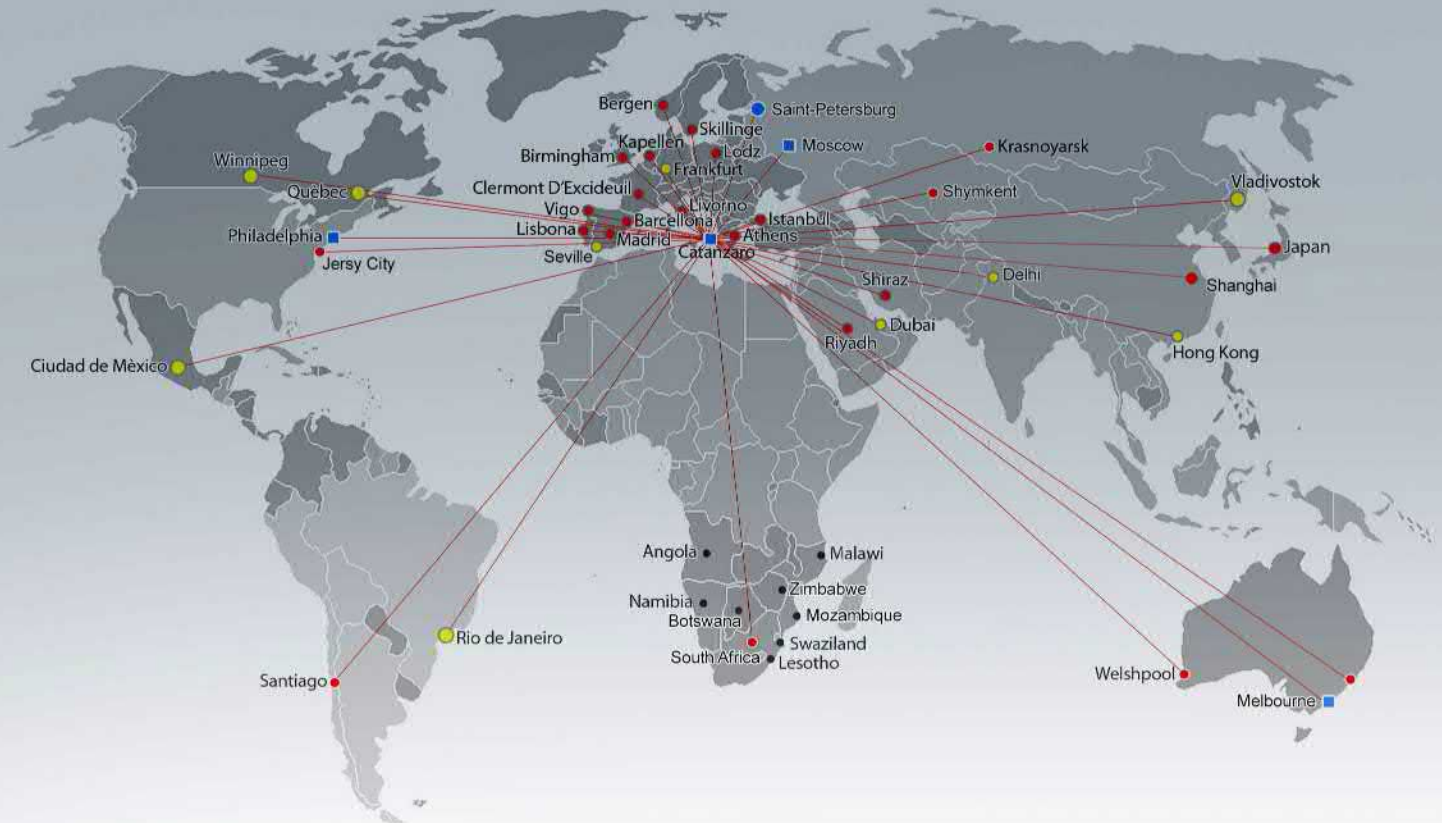 Bergen
Saint-Petersburg
Skillinge
Kapellen
Lodz
Moscow
Krasnoyarsk
Birmingham
Frankfurt
Winnipeg
Quèbec
Clermont D'Excideuil
Shymkent
Vladivostok
Livorno
Vigo
Barcellona
Istanbul
Lisbona
Madrid
Athens
Philadelphia
Seville
Catanzaro
Japan
Jersy City
Shiraz
Delhi
Shanghai
Dubai
Riyadh
Hong Kong
Ciudad de Mèxico
Angola
Malawi
Zimbabwe
Namibia
Botswana
Mozambique
Rio de Janeiro
Swaziland
South Africa
Lesotho
Santiago
Welshpool
Melbourne